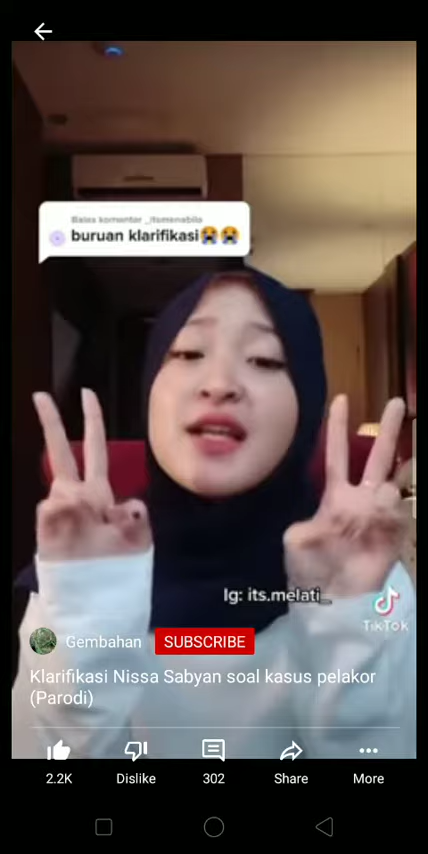 Balas komentar _itsmenabila
buruan klarifikasi😭😭
Ig: its.melati_
TikTok
Gembahan
SUBSCRIBE
Klarifikasi Nissa Sabyan soal kasus pelakor
(Parodi)
2.2K
Dislike
302
Share
More